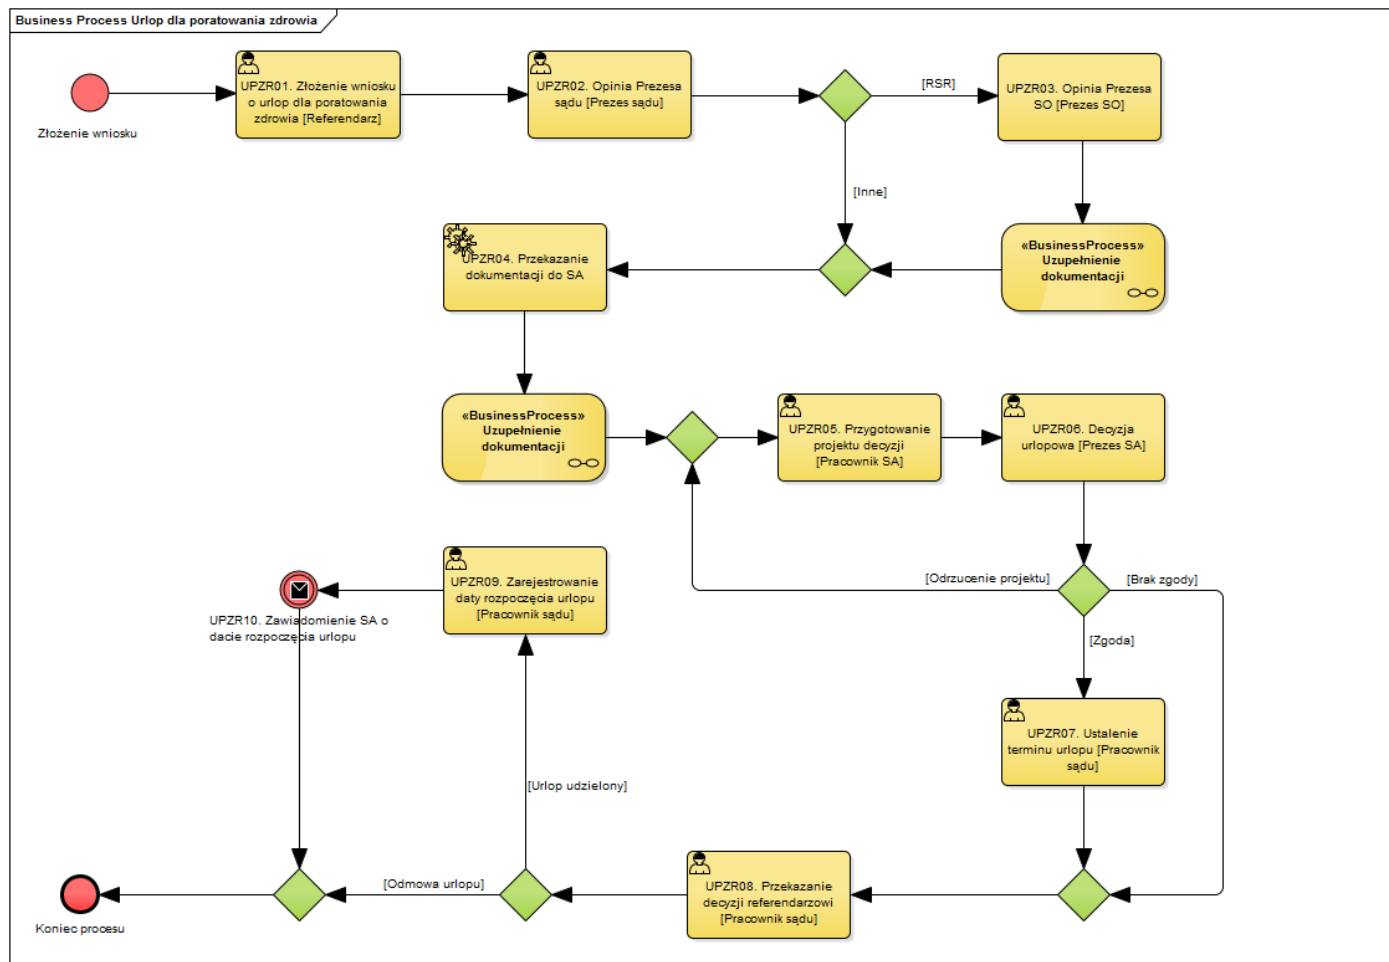 Business Process Urlop dla poratowania zdrowia
Złożenie wniosku
UPZR01. Złożenie wniosku
o urlop dla poratowania
zdrowia [Referendarz]
UPZR02. Opinia Prezesa
sądu [Prezes sądu]
[RSR]
UPZR03. Opinia Prezesa
SO [Prezes SO]
[Inne]
UPZR04. Przekazanie
dokumentacji do SA
«BusinessProcess»
Uzupełnienie
dokumentacji
«BusinessProcess»
Uzupełnienie
dokumentacji
UPZR05. Przygotowanie
projektu decyzji
[Pracownik SA]
UPZR06. Decyzja
urlopowa [Prezes SA]
[Odrzucenie projektu]
[Brak zgody]
[Zgoda]
UPZR09. Zarejestrowanie
daty rozpoczęcia urlopu
[Pracownik sądu]
UPZR10. Zawiadomienie SA o
dacie rozpoczęcia urlopu
UPZR07. Ustalenie
terminu urlopu [Pracownik
sądu]
[Urlop udzielony]
[Odmowa urlopu]
UPZR08. Przekazanie
decyzji referendarzowi
[Pracownik sądu]
Koniec procesu